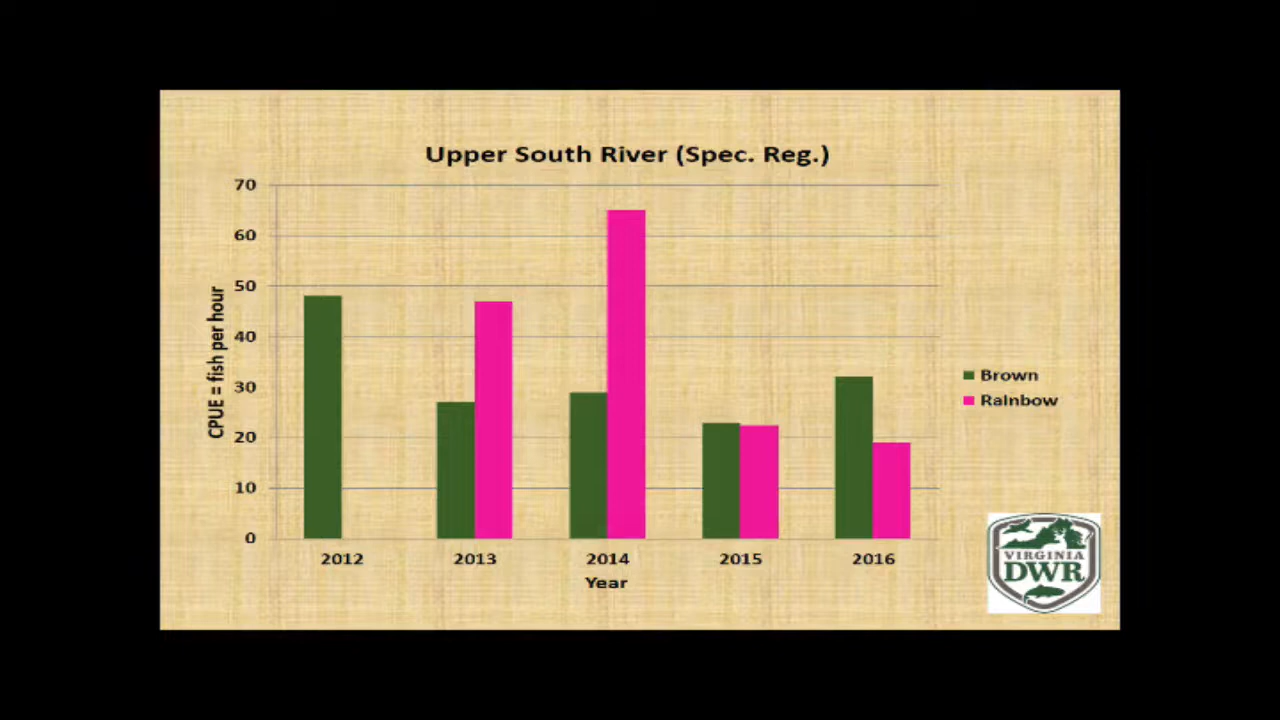 Upper South River (Spec. Reg.)
70
60
50
40
30
20
10
0
CPUE = fish per hour
2012 2013 2014 2015 2016
Year
Brown
Rainbow
VIRGINIA
DWR